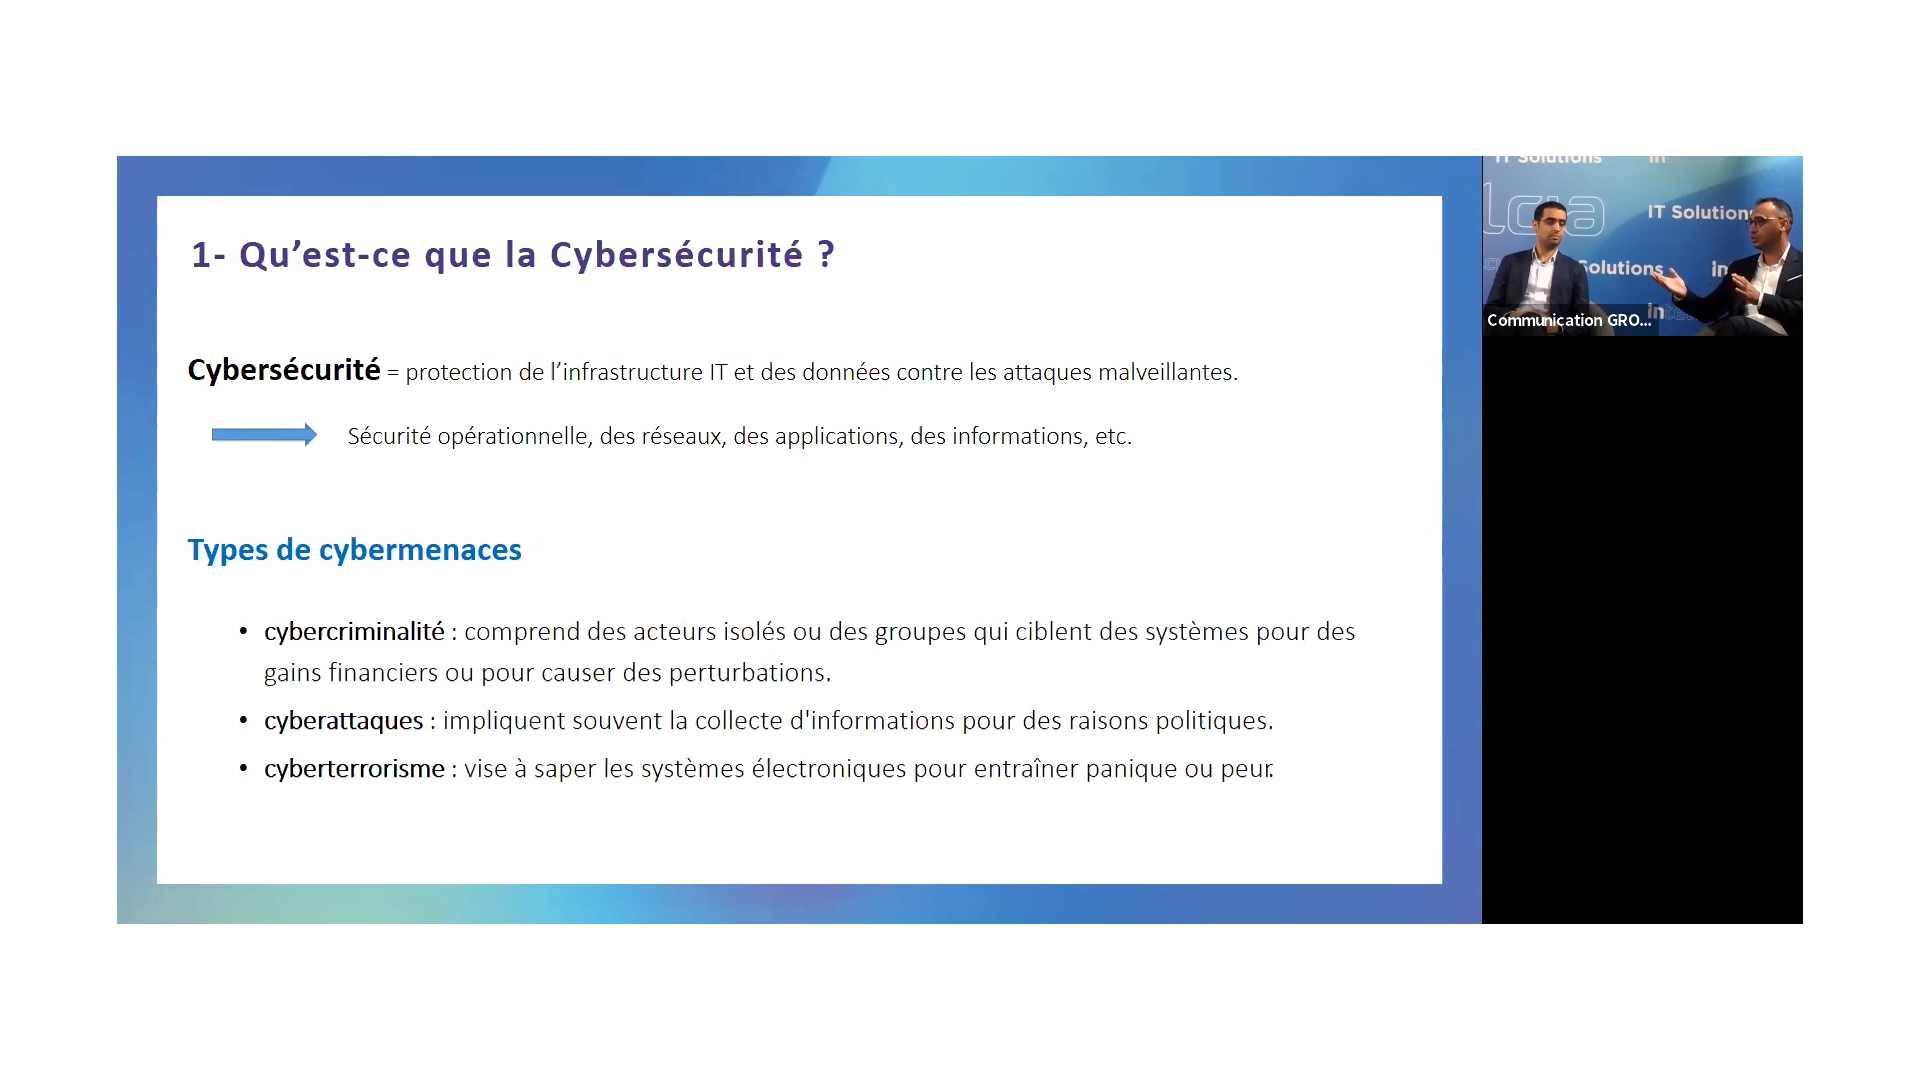 1- Qu’est-ce que la Cybersécurité ?
Cybersécurité = protection de l’infrastructure IT et des données contre les attaques malveillantes.
Sécurité opérationnelle, des réseaux, des applications, des informations, etc.
Types de cybermenaces
• cybercriminalité : comprend des acteurs isolés ou des groupes qui ciblent des systèmes pour des
gains financiers ou pour causer des perturbations.
• cyberattaques : impliquent souvent la collecte d'informations pour des raisons politiques.
• cyberterrorisme : vise à saper les systèmes électroniques pour entraîner panique ou peur.
IT Solutions
IT Solutions
Solutions
Communication GRO...